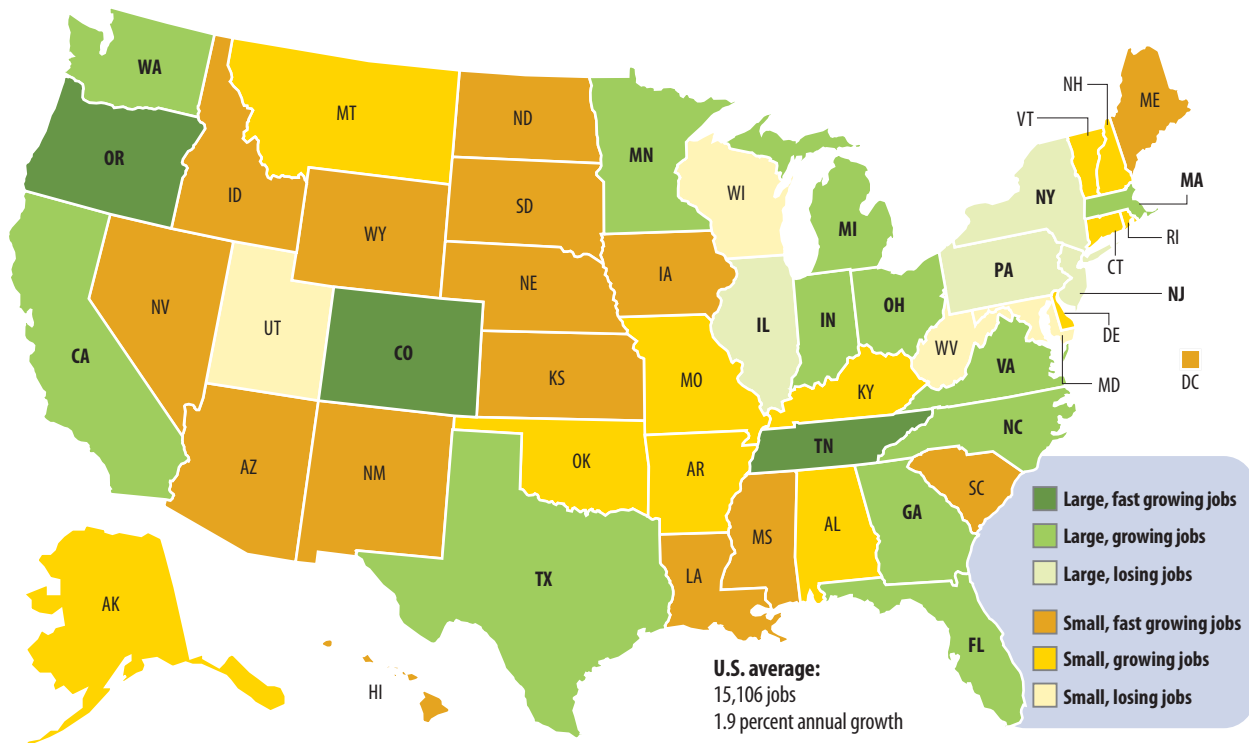 WA
MT
ND
MN
OR
ID
SD
WY
WI
MI
NH
VT
ME
NY
MA
RI
CT
IA
NE
PA
NJ
NV
UT
CO
CA
IL
IN
OH
DE
WV
VA
MD
DC
KS
MO
KY
NC
TN
AZ
NM
OK
AR
SC
MS
AL
GA
TX
LA
FL
AK
HI
Large, fast growing jobs
Large, growing jobs
Large, losing jobs
Small, fast growing jobs
Small, growing jobs
Small, losing jobs
U.S. average:
15,106 jobs
1.9 percent annual growth